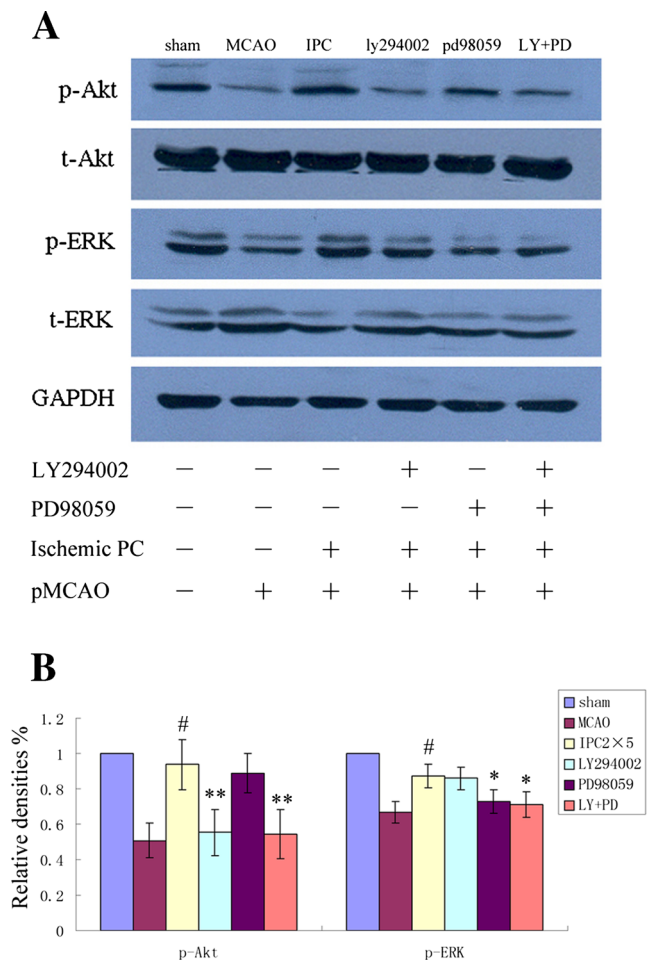 A
sham MCAO IPC ly294002 pd98059 LY+PD
p-Akt
t-Akt
p-ERK
t-ERK
GAPDH
LY294002 — — — + — +
PD98059 — — — — + +
Ischemic PC — — + + + +
pMCAO — + + + + +
B
Relative densities %
1.2
1
0.8
0.6
0.4
0.2
0
# ** **
# * *
p-Akt p-ERK
sham
MCAO
IPC2×5
LY294002
PD98059
LY+PD